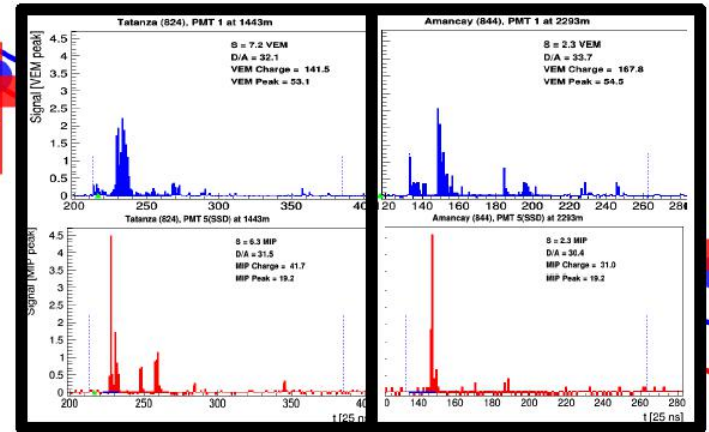 Tatanza (824), PMT 1 at 1443m
Signal [VEM peak]
S = 7.2 VEM
D/A = 32.1
VEM Charge = 141.5
VEM Peak = 53.1
4.5
4
3.5
3
2.5
2
1.5
1
0.5
0
200 250 300 350 40
Amancay (844), PMT 1 at 2293m
S = 2.3 VEM
D/A = 33.7
VEM Charge = 167.8
VEM Peak = 54.5
20 140 160 180 200 220 240 260 280
Tatanza (824), PMT 5(SSD) at 1443m
Signal [MIP peak]
S = 6.3 MIP
D/A = 31.5
MIP Charge = 41.7
MIP Peak = 19.2
4.5
4
3.5
3
2.5
2
1.5
1
0.5
0
200 250 300 350 40
t [25 ns
Amancay (844), PMT 5(SSD) at 2293m
S = 2.3 MIP
D/A = 30.4
MIP Charge = 31.0
MIP Peak = 19.2
140 160 180 200 220 240 260 280
t [25 ns